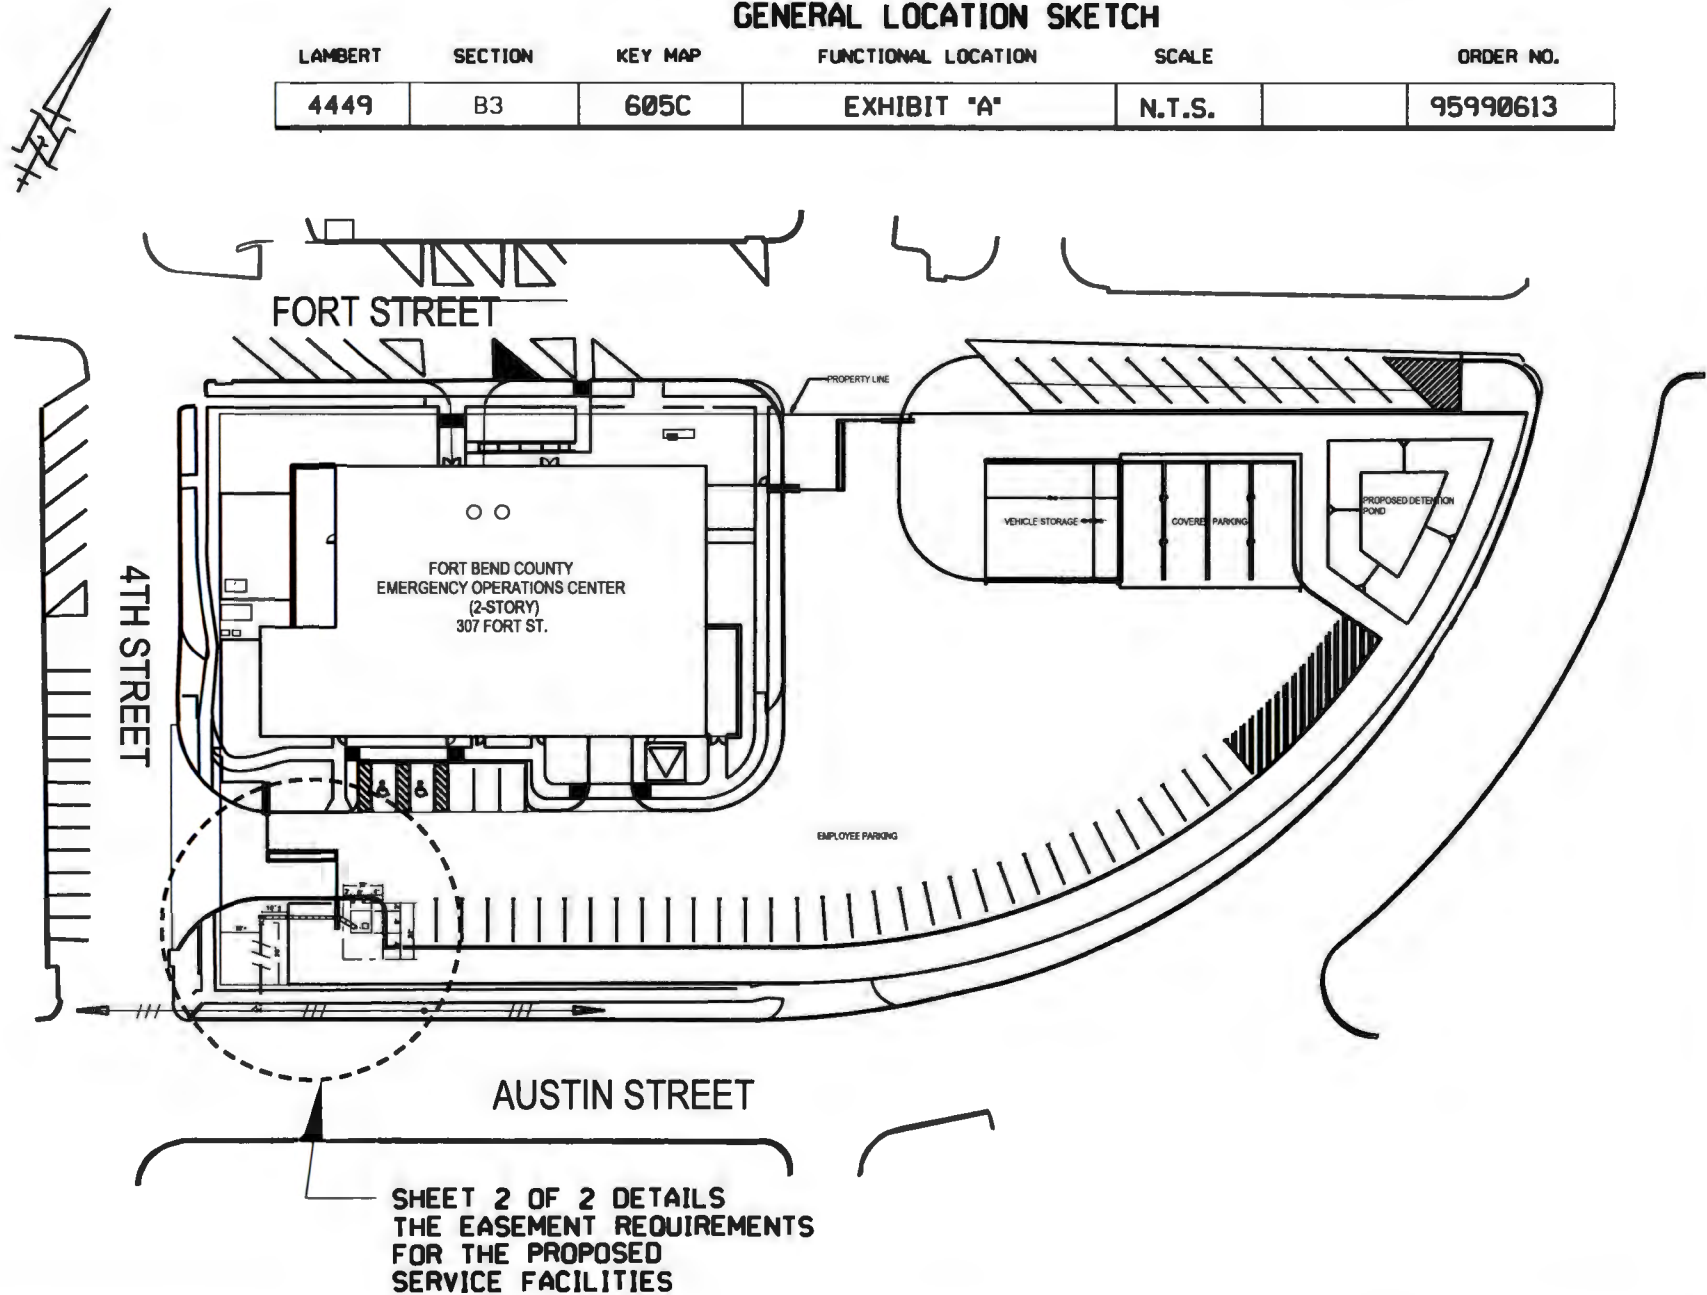 GENERAL LOCATION SKETCH
LAMBERT SECTION KEY MAP FUNCTIONAL LOCATION SCALE ORDER NO.
4449 B3 605C EXHIBIT "A" N.T.S. 95990613
FORT STREET
PROPERTY LINE
PROPOSED DETENTION
POND
VEHICLE STORAGE
COVERED PARKING
FORT BEND COUNTY
EMERGENCY OPERATIONS CENTER
(2-STORY)
307 FORT ST.
4TH STREET
EMPLOYEE PARKING
AUSTIN STREET
SHEET 2 OF 2 DETAILS
THE EASEMENT REQUIREMENTS
FOR THE PROPOSED
SERVICE FACILITIES